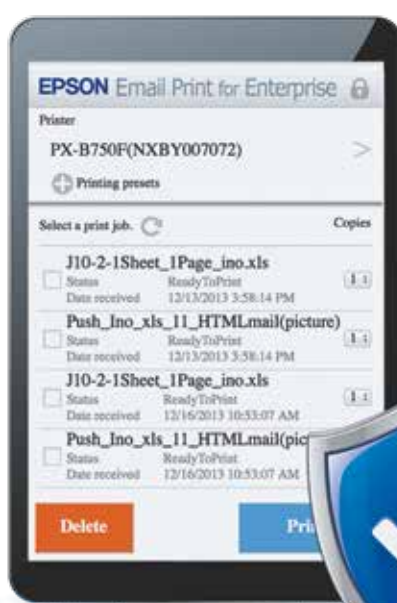 EPSON Email Print for Enterprise
Printer
PX-B750F(NXBY007072)
Printing presets
Select a print job. Copies
J10-2-1Sheet_1Page_ino.xls
Status ReadyToPrint 1
Date received 12/13/2013 3:58:14 PM
Push_Ino_xls_11_HTMLmail(picture)
Status ReadyToPrint 1
Date received 12/13/2013 3:58:14 PM
J10-2-1Sheet_1Page_ino.xls
Status ReadyToPrint 1
Date received 12/16/2013 10:53:07 AM
Push_Ino_xls_11_HTMLmail(pic
Status ReadyToPrint
Date received 12/16/2013 10:53:07 AM
Delete Pri